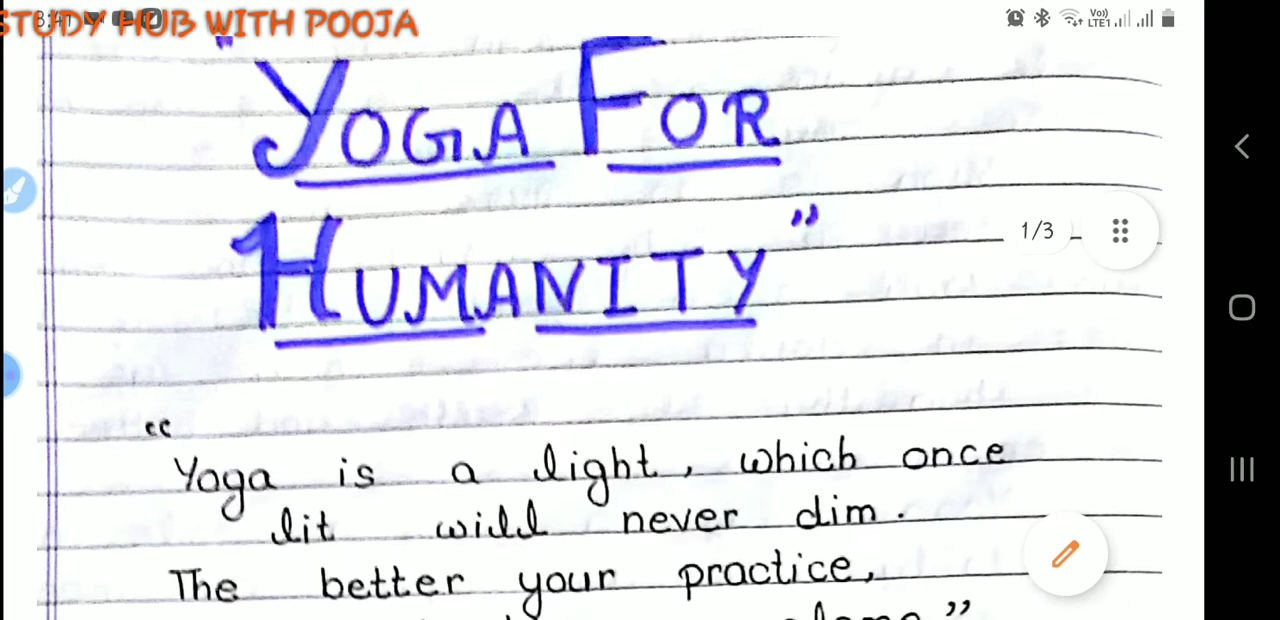 STUDY HUB WITH POOJA
"YOGA FOR
HUMANITY"
1/3
"
Yoga is a light, which once
lit will never dim.
The better your practice,
"